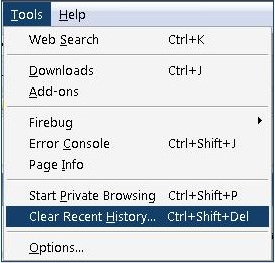 Tools Help
Web Search Ctrl+K
Downloads Ctrl+J
Add-ons
Firebug
Error Console Ctrl+Shift+J
Page Info
Start Private Browsing Ctrl+Shift+P
Clear Recent History... Ctrl+Shift+Del
Options...